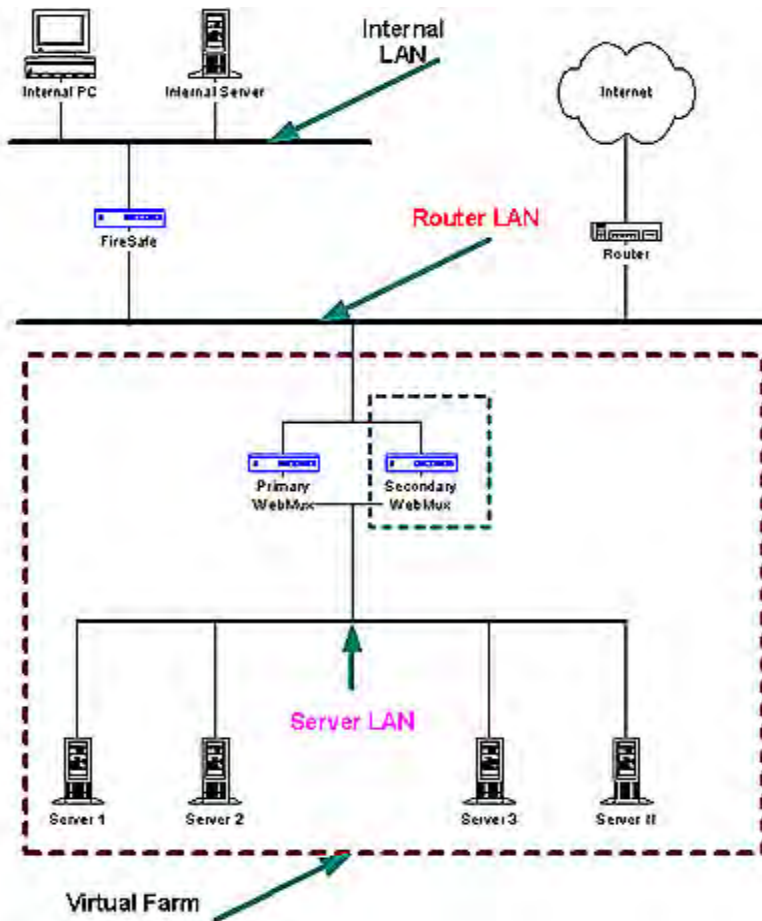 Internal
LAN
Internal PC
Internal Server
Internet
FireSafe
Router LAN
Router
Primary
WebMux
Secondary
WebMux
Server LAN
Server 1
Server 2
Server 3
Server N
Virtual Farm